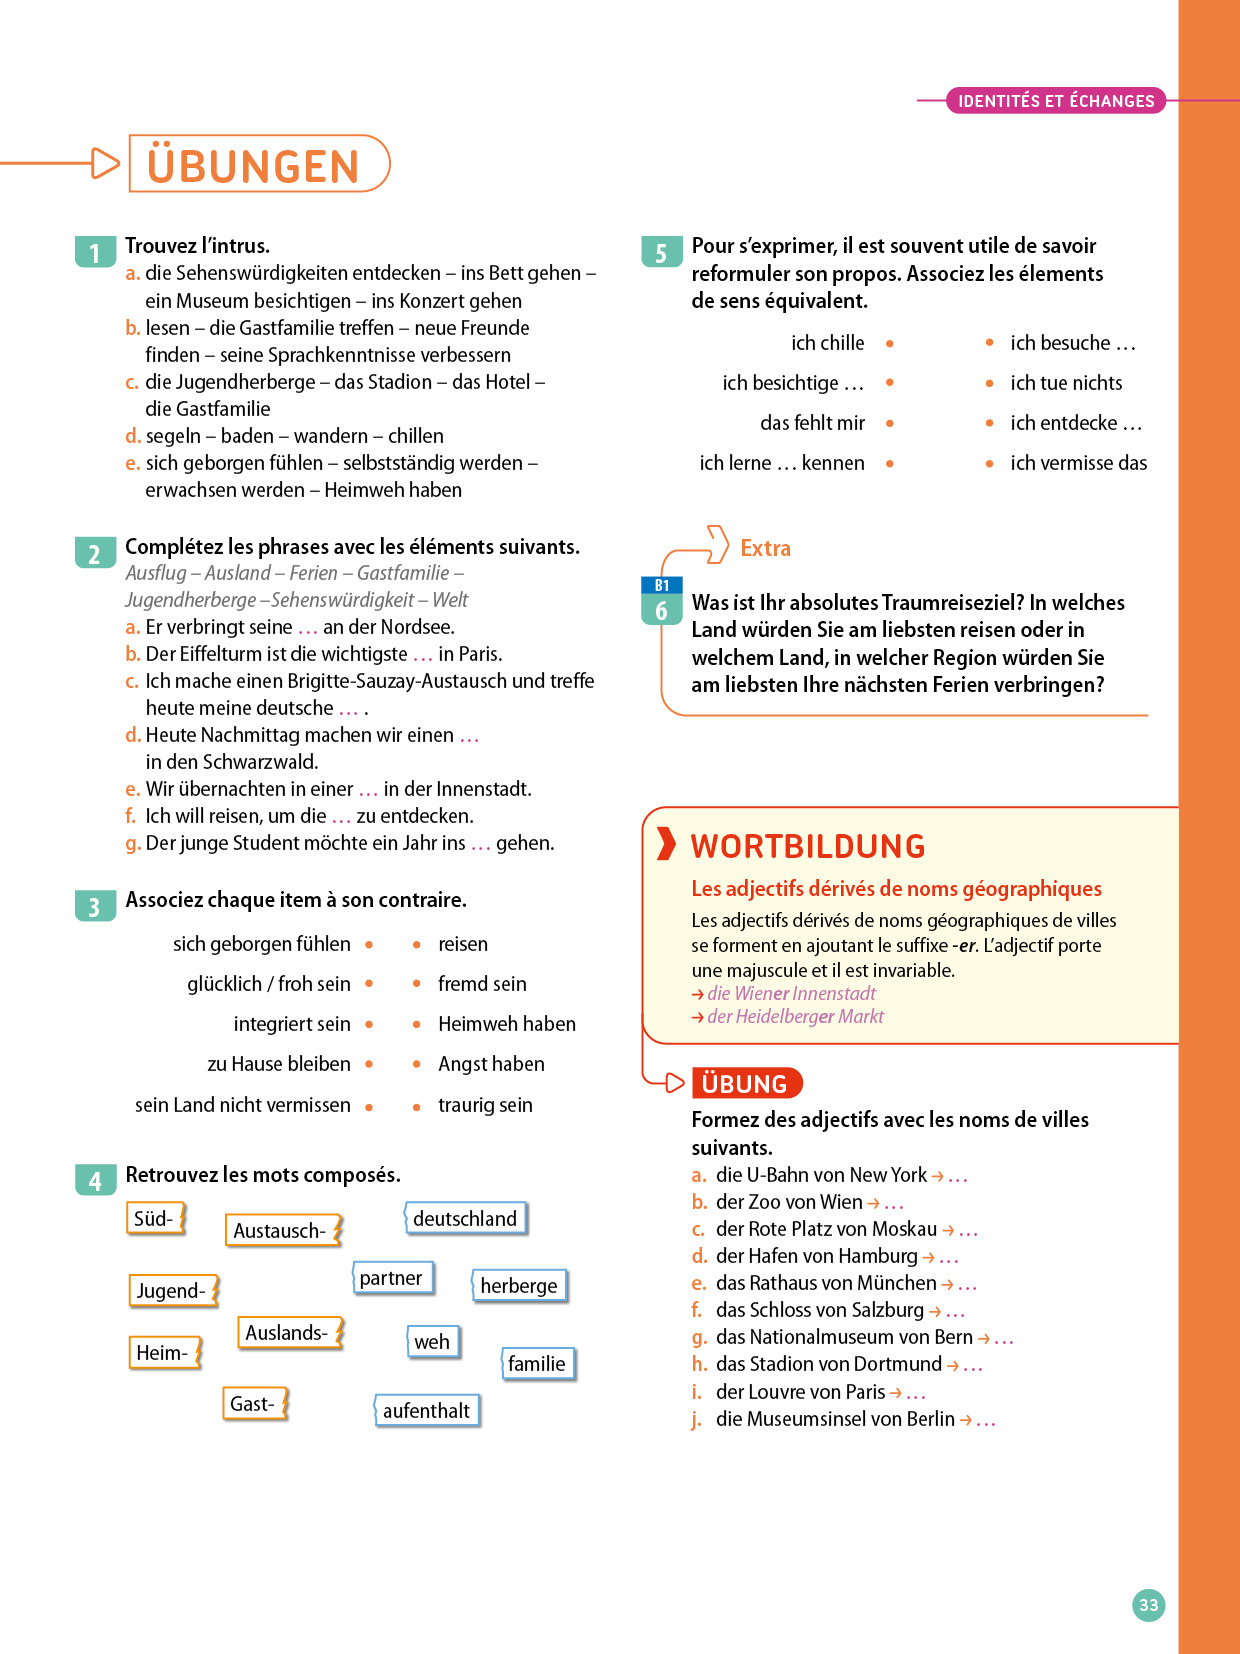 IDENTITÉS ET ÉCHANGES
ÜBUNGEN
1 Trouvez l'intrus.
a. die Sehenswürdigkeiten entdecken – ins Bett gehen –
ein Museum besichtigen – ins Konzert gehen
b. lesen – die Gastfamilie treffen – neue Freunde
finden – seine Sprachkenntnisse verbessern
c. die Jugendherberge – das Stadion – das Hotel –
die Gastfamilie
d. segeln – baden – wandern – chillen
e. sich geborgen fühlen – selbstständig werden –
erwachsen werden – Heimweh haben
2 Complétez les phrases avec les éléments suivants.
Ausflug – Ausland – Ferien – Gastfamilie –
Jugendherberge –Sehenswürdigkeit – Welt
a. Er verbringt seine … an der Nordsee.
b. Der Eiffelturm ist die wichtigste … in Paris.
c. Ich mache einen Brigitte-Sauzay-Austausch und treffe
heute meine deutsche … .
d. Heute Nachmittag machen wir einen …
in den Schwarzwald.
e. Wir übernachten in einer … in der Innenstadt.
f. Ich will reisen, um die … zu entdecken.
g. Der junge Student möchte ein Jahr ins … gehen.
3 Associez chaque item à son contraire.
sich geborgen fühlen • • reisen
glücklich / froh sein • • fremd sein
integriert sein • • Heimweh haben
zu Hause bleiben • • Angst haben
sein Land nicht vermissen • • traurig sein
4 Retrouvez les mots composés.
Süd-
Austausch-
deutschland
Jugend-
partner
herberge
Heim-
Auslands-
weh
familie
Gast-
aufenthalt
5 Pour s'exprimer, il est souvent utile de savoir
reformuler son propos. Associez les élements
de sens équivalent.
ich chille • • ich besuche …
ich besichtige … • • ich tue nichts
das fehlt mir • • ich entdecke …
ich lerne … kennen • • ich vermisse das
Extra
B1
6 Was ist Ihr absolutes Traumreiseziel? In welches
Land würden Sie am liebsten reisen oder in
welchem Land, in welcher Region würden Sie
am liebsten Ihre nächsten Ferien verbringen?
WORTBILDUNG
Les adjectifs dérivés de noms géographiques
Les adjectifs dérivés de noms géographiques de villes
se forment en ajoutant le suffixe -er. L'adjectif porte
une majuscule et il est invariable.
→ die Wiener Innenstadt
→ der Heidelberger Markt
ÜBUNG
Formez des adjectifs avec les noms de villes
suivants.
a. die U-Bahn von New York → …
b. der Zoo von Wien → …
c. der Rote Platz von Moskau → …
d. der Hafen von Hamburg → …
e. das Rathaus von München → …
f. das Schloss von Salzburg → …
g. das Nationalmuseum von Bern → …
h. das Stadion von Dortmund → …
i. der Louvre von Paris → …
j. die Museumsinsel von Berlin → …
33